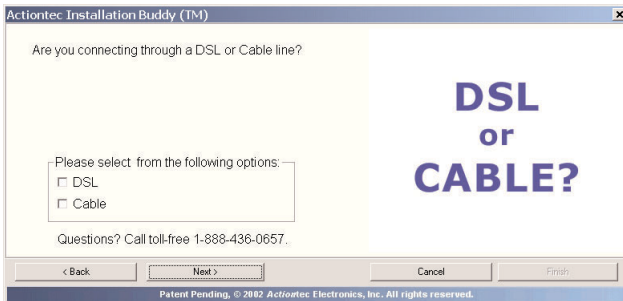 Actiontec Installation Buddy (TM)
Are you connecting through a DSL or Cable line?
DSL
or
CABLE?
Please select from the following options:
DSL
Cable
Questions? Call toll-free 1-888-436-0657.
< Back
Next >
Cancel
Finish
Patent Pending, © 2002 Actiontec Electronics, Inc. All rights reserved.